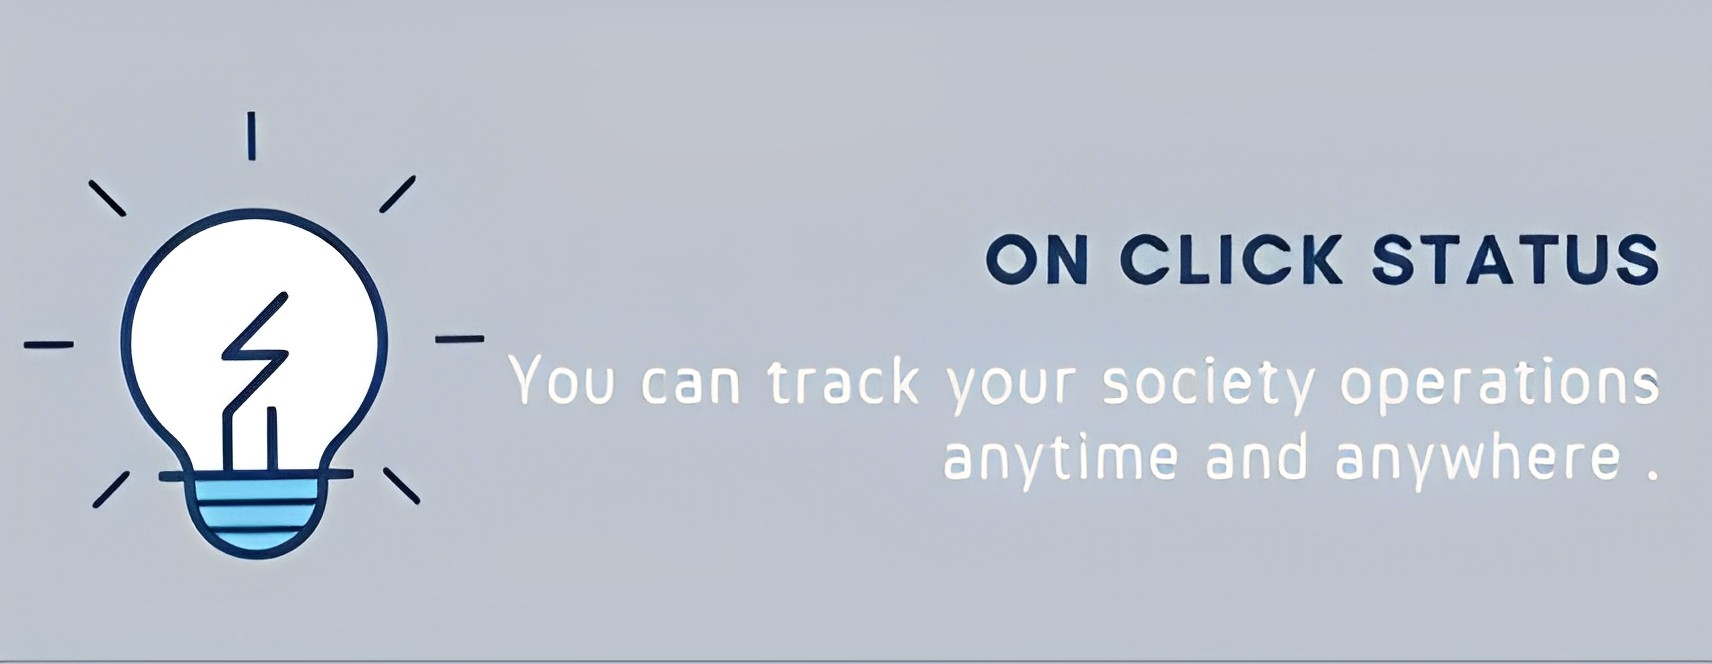 ON CLICK STATUS
You can track your society operations
anytime and anywhere .